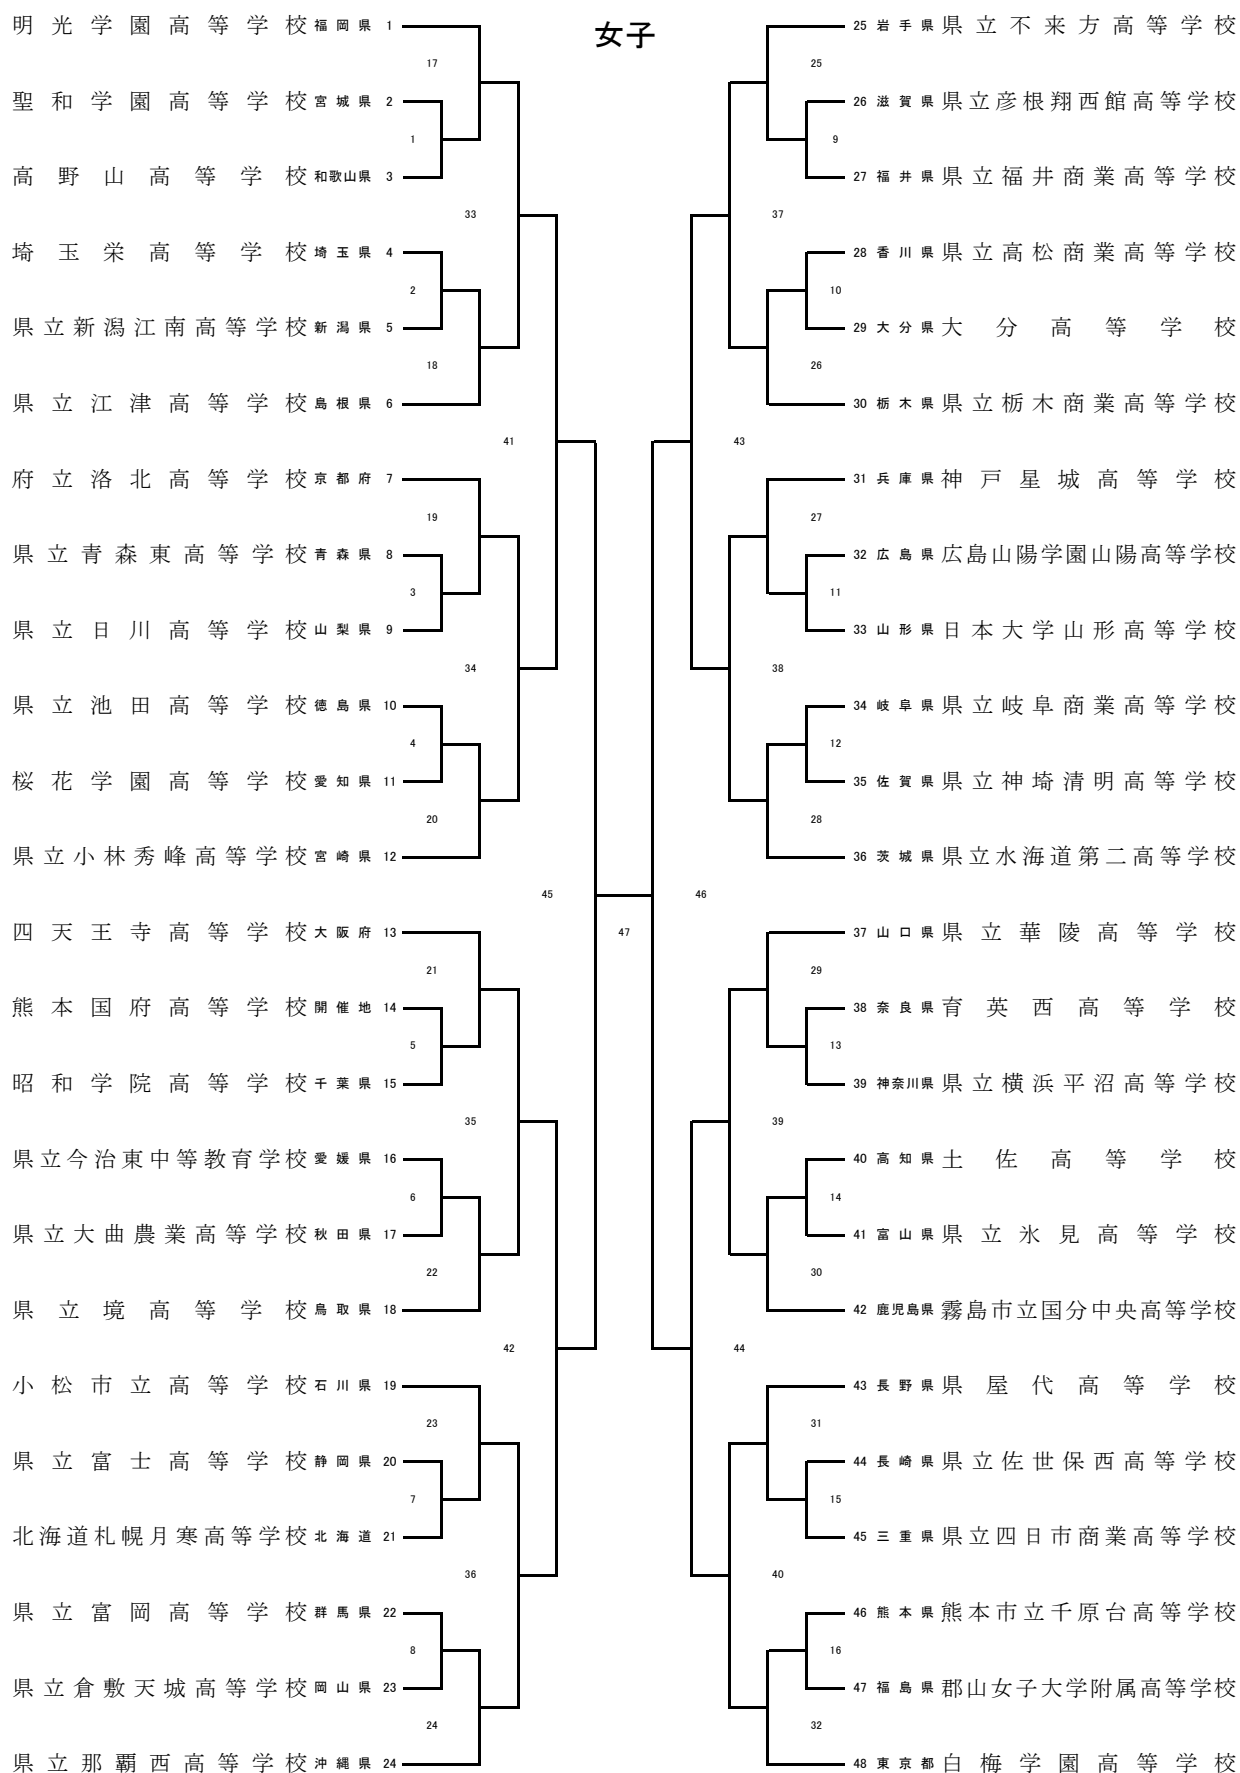 女子
明光学園高等学校 福岡県 1
17
聖和学園高等学校 宮城県 2
1
高野山高等学校 和歌山県 3
33
埼玉栄高等学校 埼玉県 4
2
県立新潟江南高等学校 新潟県 5
18
県立江津高等学校 島根県 6
41
府立洛北高等学校 京都府 7
19
県立青森東高等学校 青森県 8
3
県立日川高等学校 山梨県 9
34
県立池田高等学校 徳島県 10
4
桜花学園高等学校 愛知県 11
20
県立小林秀峰高等学校 宮崎県 12
45
四天王寺高等学校 大阪府 13
21
熊本国府高等学校 開催地 14
5
昭和学院高等学校 千葉県 15
35
県立今治東中等教育学校 愛媛県 16
6
県立大曲農業高等学校 秋田県 17
22
県立境高等学校 鳥取県 18
42
小松市立高等学校 石川県 19
23
県立富士高等学校 静岡県 20
7
北海道札幌月寒高等学校 北海道 21
36
県立富岡高等学校 群馬県 22
8
県立倉敷天城高等学校 岡山県 23
24
県立那覇西高等学校 沖縄県 24
47
25 岩手県 県立不来方高等学校
25
26 滋賀県 県立彦根翔西館高等学校
9
27 福井県 県立福井商業高等学校
37
28 香川県 県立高松商業高等学校
10
29 大分県 大分高等学校
26
30 栃木県 県立栃木商業高等学校
43
31 兵庫県 神戸星城高等学校
27
32 広島県 広島山陽学園山陽高等学校
11
33 山形県 日本大学山形高等学校
38
34 岐阜県 県立岐阜商業高等学校
12
35 佐賀県 県立神埼清明高等学校
28
36 茨城県 県立水海道第二高等学校
46
37 山口県 県立華陵高等学校
29
38 奈良県 育英西高等学校
13
39 神奈川県 県立横浜平沼高等学校
39
40 高知県 土佐高等学校
14
41 富山県 県立氷見高等学校
30
42 鹿児島県 霧島市立国分中央高等学校
44
43 長野県 県屋代高等学校
31
44 長崎県 県立佐世保西高等学校
15
45 三重県 県立四日市商業高等学校
40
46 熊本県 熊本市立千原台高等学校
16
47 福島県 郡山女子大学附属高等学校
32
48 東京都 白梅学園高等学校